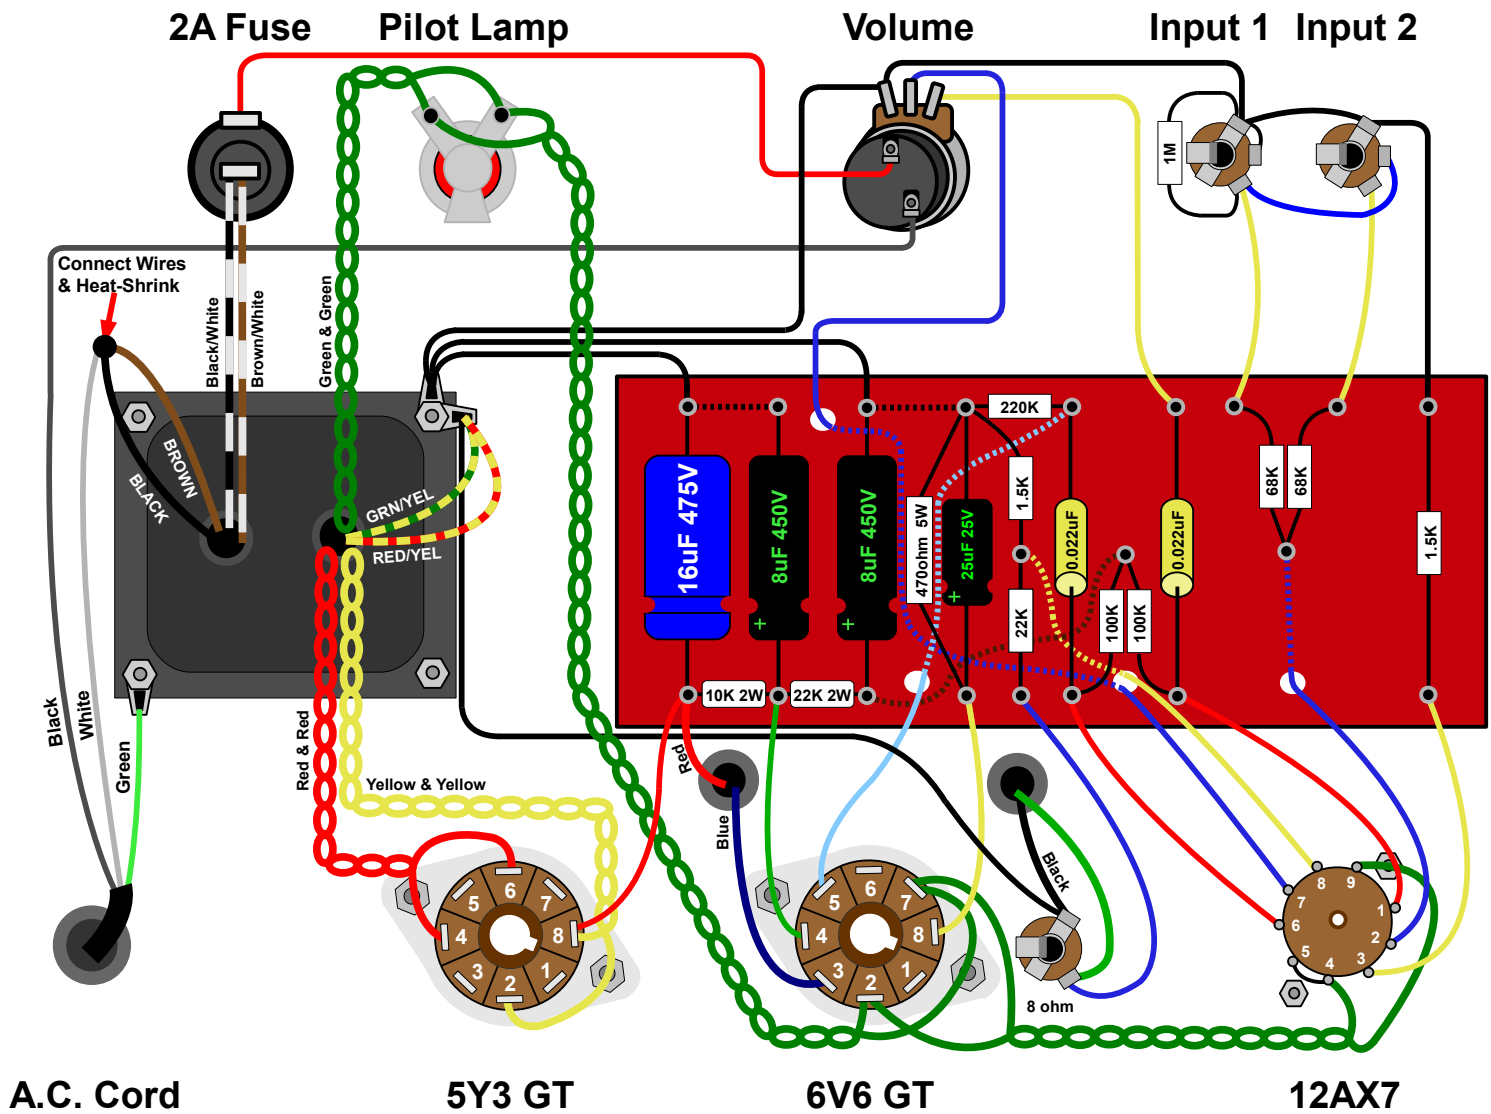 2A Fuse
Pilot Lamp
Volume
Input 1
Input 2
1M
Connect Wires
& Heat-Shrink
Black/White
Brown/White
Green & Green
BROWN
BLACK
GRN/YEL
RED/YEL
220K
16uF 475V
8uF 450V
+
8uF 450V
+
470ohm 5W
25uF 25V
+
1.5K
22K
0.022uF
100K
100K
0.022uF
68K
68K
1.5K
10K 2W
22K 2W
Black
White
Green
Red & Red
Yellow & Yellow
Red
Blue
Black
8 ohm
1
2
3
4
5
6
7
8
1
2
3
4
5
6
7
8
1
2
3
4
5
6
7
8
9
A.C. Cord
5Y3 GT
6V6 GT
12AX7